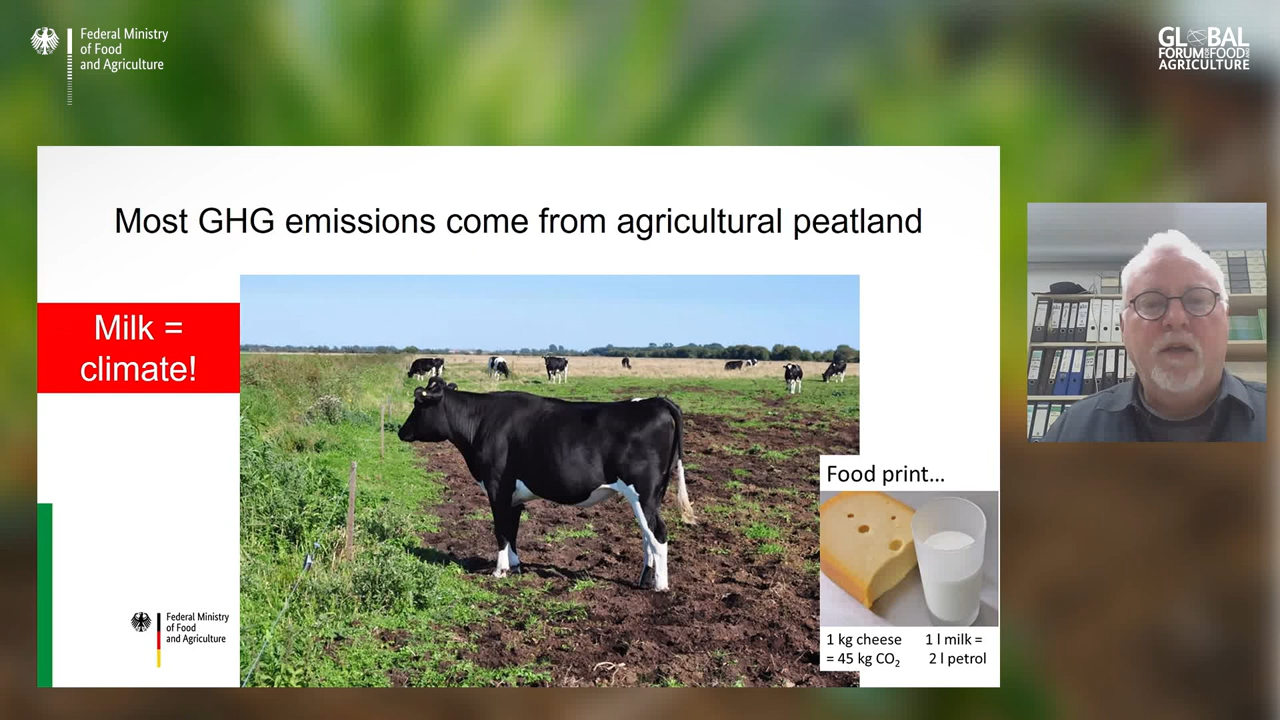 Federal Ministry
of Food
and Agriculture
GLOBAL
FORUM FOR FOOD AND
AGRICULTURE
Most GHG emissions come from agricultural peatland
Milk =
climate!
Food print...
1 kg cheese
= 45 kg CO₂
1 l milk =
2 l petrol
Federal Ministry
of Food
and Agriculture